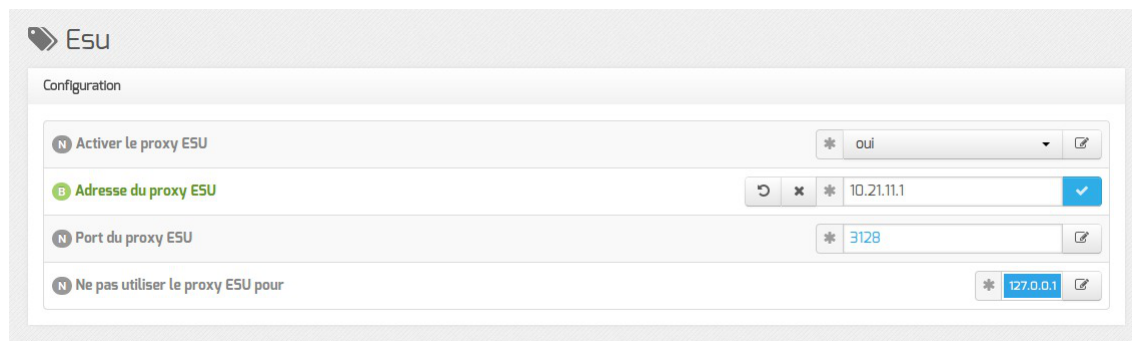 Esu
Configuration
N Activer le proxy ESU * oui
B Adresse du proxy ESU * 10.21.11.1
N Port du proxy ESU * 3128
N Ne pas utiliser le proxy ESU pour * 127.0.0.1